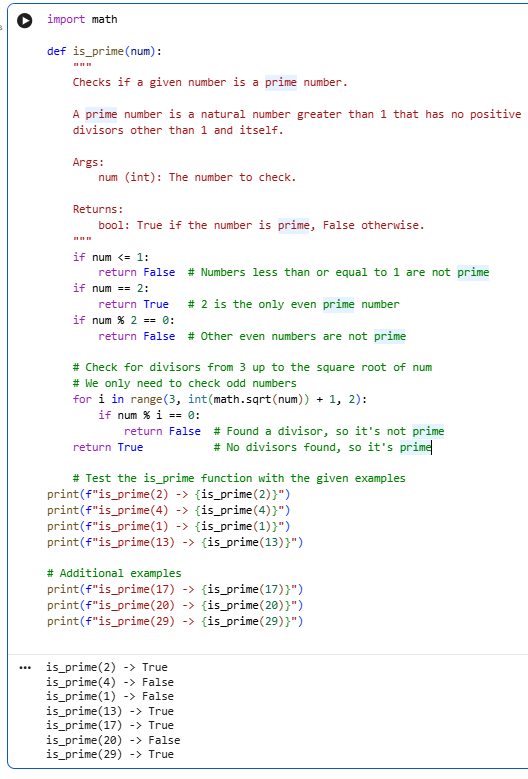 import math

def is_prime(num):
    """
    Checks if a given number is a prime number.

    A prime number is a natural number greater than 1 that has no positive
    divisors other than 1 and itself.

    Args:
        num (int): The number to check.

    Returns:
        bool: True if the number is prime, False otherwise.
    """
    if num <= 1:
        return False  # Numbers less than or equal to 1 are not prime
    if num == 2:
        return True   # 2 is the only even prime number
    if num % 2 == 0:
        return False  # Other even numbers are not prime

    # Check for divisors from 3 up to the square root of num
    # We only need to check odd numbers
    for i in range(3, int(math.sqrt(num)) + 1, 2):
        if num % i == 0:
            return False  # Found a divisor, so it's not prime
    return True           # No divisors found, so it's prime

    # Test the is_prime function with the given examples
print(f"is_prime(2) -> {is_prime(2)}")
print(f"is_prime(4) -> {is_prime(4)}")
print(f"is_prime(1) -> {is_prime(1)}")
print(f"is_prime(13) -> {is_prime(13)}")

# Additional examples
print(f"is_prime(17) -> {is_prime(17)}")
print(f"is_prime(20) -> {is_prime(20)}")
print(f"is_prime(29) -> {is_prime(29)}")

is_prime(2) -> True
is_prime(4) -> False
is_prime(1) -> False
is_prime(13) -> True
is_prime(17) -> True
is_prime(20) -> False
is_prime(29) -> True